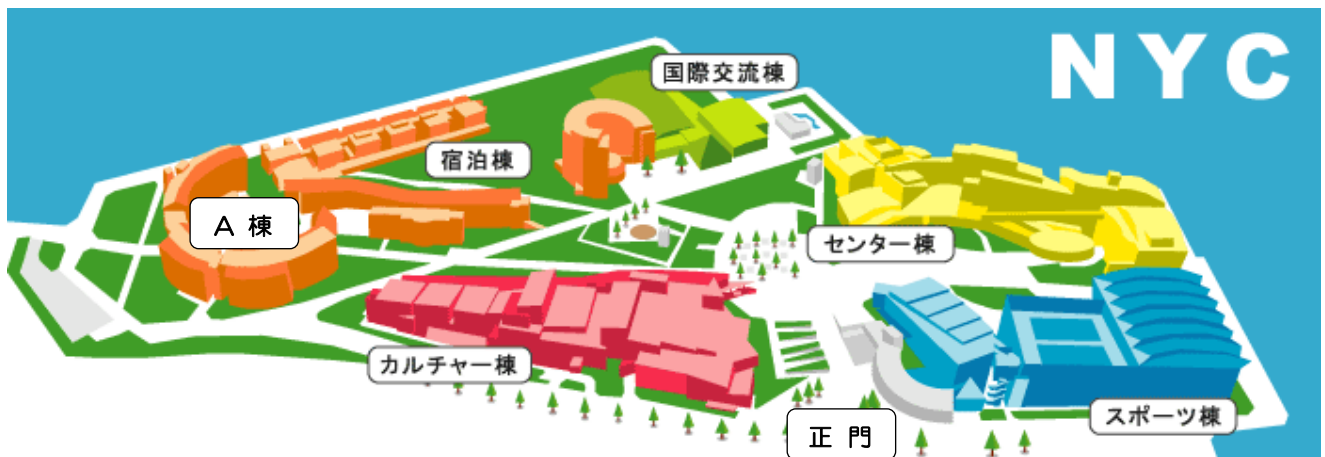 NYC
国際交流棟
宿泊棟
A 棟
センター棟
カルチャー棟
スポーツ棟
正 門